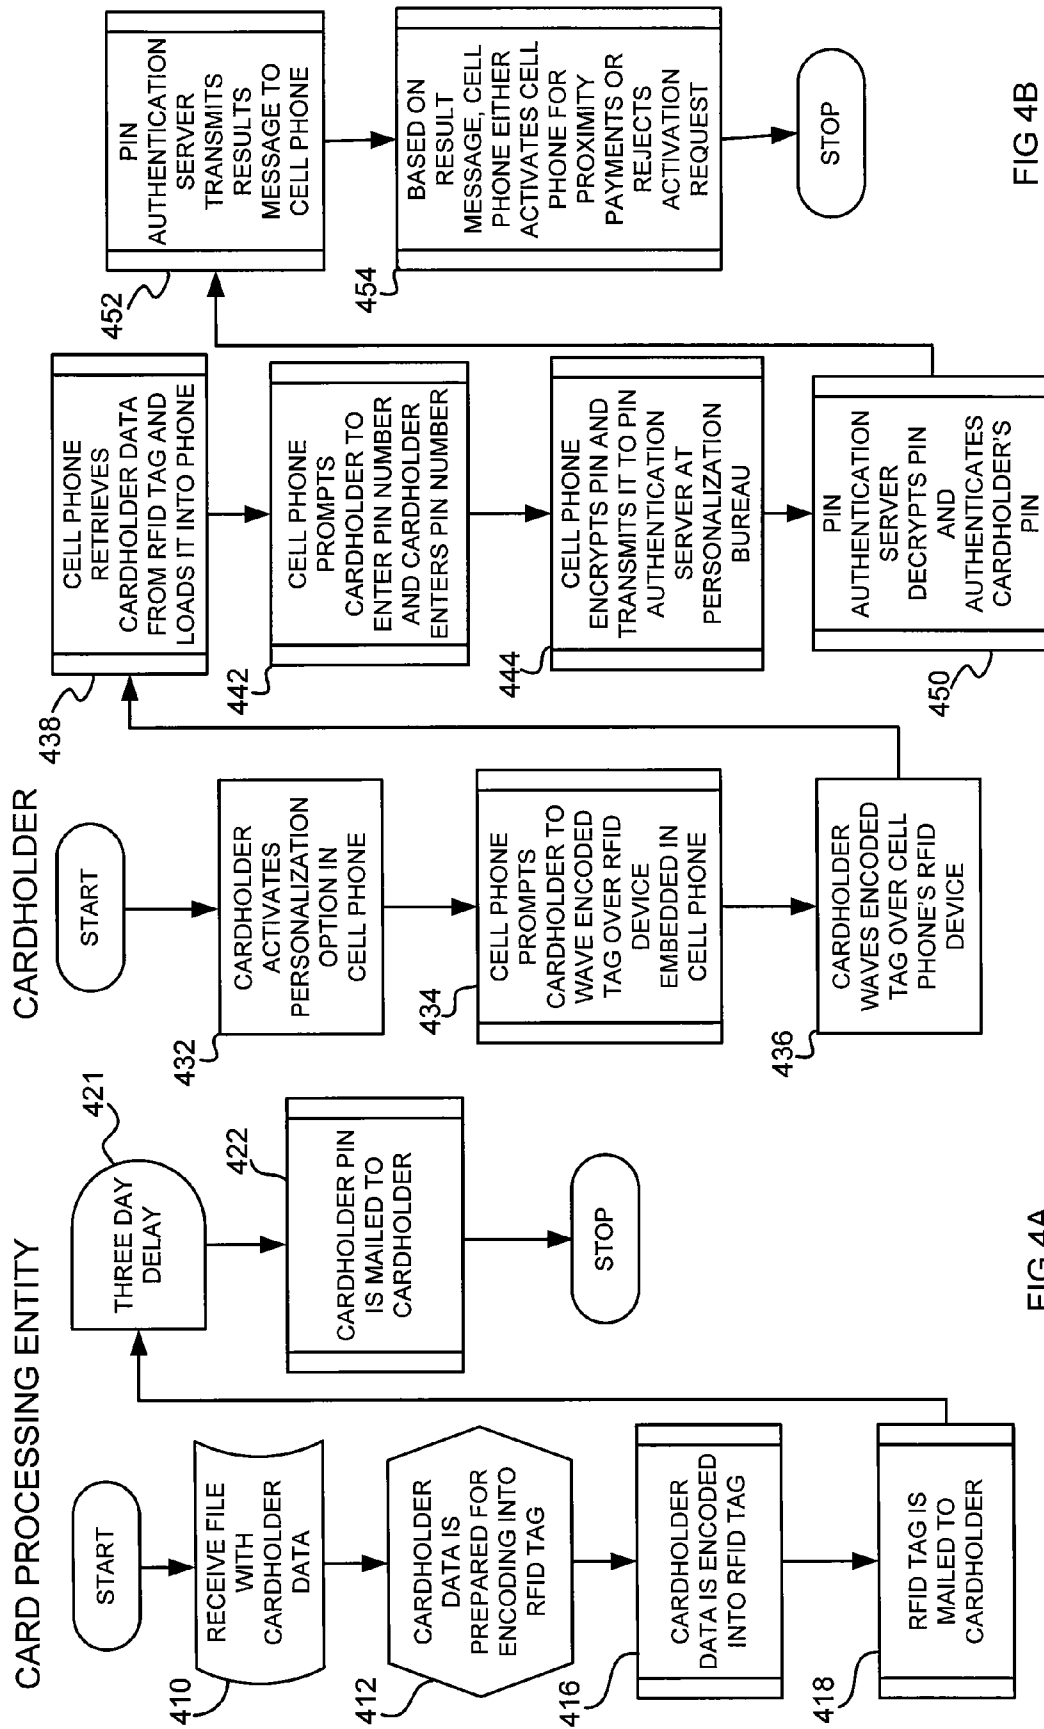 CARD PROCESSING ENTITY
START
410
RECEIVE FILE
WITH
CARDHOLDER
DATA
412
CARDHOLDER
DATA IS
PREPARED FOR
ENCODING INTO
RFID TAG
416
CARDHOLDER
DATA IS ENCODED
INTO RFID TAG
418
RFID TAG IS
MAILED TO
CARDHOLDER
421
THREE DAY
DELAY
422
CARDHOLDER PIN
IS MAILED TO
CARDHOLDER
STOP
FIG 4A
CARDHOLDER
START
432
CARDHOLDER
ACTIVATES
PERSONALIZATION
OPTION IN
CELL PHONE
434
CELL PHONE
PROMPTS
CARDHOLDER TO
WAVE ENCODED
TAG OVER RFID
DEVICE
EMBEDDED IN
CELL PHONE
436
CARDHOLDER
WAVES ENCODED
TAG OVER CELL
PHONE'S RFID
DEVICE
438
CELL PHONE
RETRIEVES
CARDHOLDER DATA
FROM RFID TAG AND
LOADS IT INTO PHONE
442
CELL PHONE
PROMPTS
CARDHOLDER TO
ENTER PIN NUMBER
AND CARDHOLDER
ENTERS PIN NUMBER
444
CELL PHONE
ENCRYPTS PIN AND
TRANSMITS IT TO PIN
AUTHENTICATION
SERVER AT
PERSONALIZATION
BUREAU
450
PIN
AUTHENTICATION
SERVER
DECRYPTS PIN
AND
AUTHENTICATES
CARDHOLDER'S
PIN
452
PIN
AUTHENTICATION
SERVER
TRANSMITS
RESULTS
MESSAGE TO
CELL PHONE
454
BASED ON
RESULT
MESSAGE, CELL
PHONE EITHER
ACTIVATES CELL
PHONE FOR
PROXIMITY
PAYMENTS OR
REJECTS
ACTIVATION
REQUEST
STOP
FIG 4B